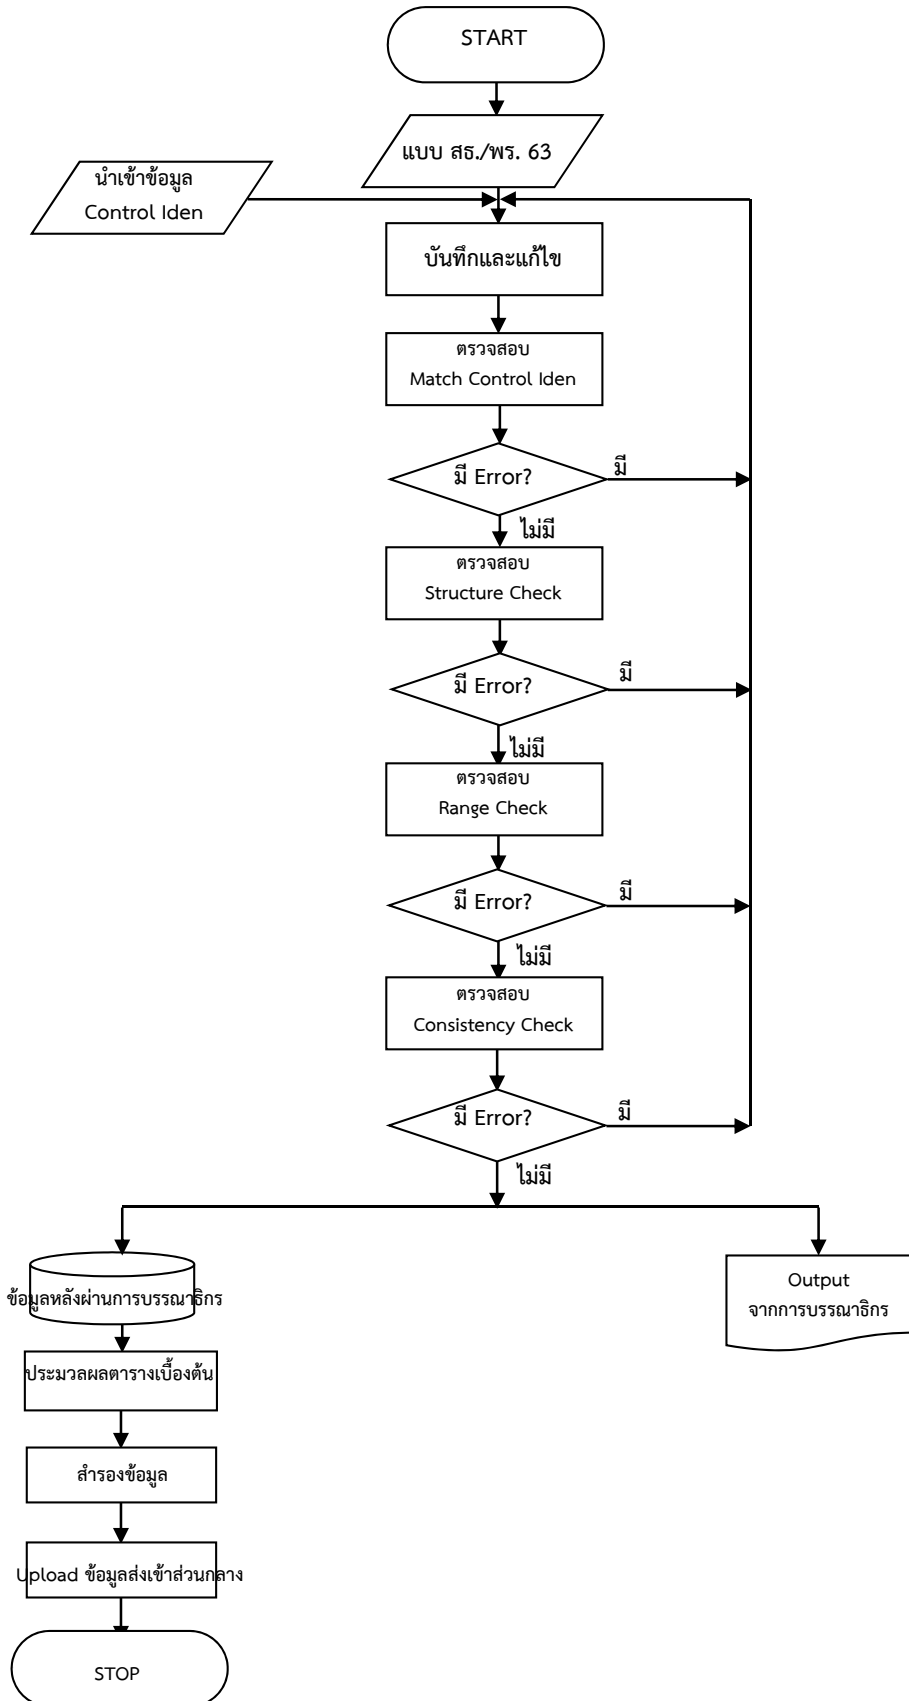 START
แบบ สธ./พร. 63
นำเข้าข้อมูล
Control Iden
บันทึกและแก้ไข
ตรวจสอบ
Match Control Iden
มี Error?
มี
ไม่มี
ตรวจสอบ
Structure Check
มี Error?
มี
ไม่มี
ตรวจสอบ
Range Check
มี Error?
มี
ไม่มี
ตรวจสอบ
Consistency Check
มี Error?
มี
ไม่มี
ข้อมูลหลังผ่านการบรรณาธิกร
Output
จากการบรรณาธิกร
ประมวลผลตารางเบื้องต้น
สำรองข้อมูล
Upload ข้อมูลส่งเข้าส่วนกลาง
STOP